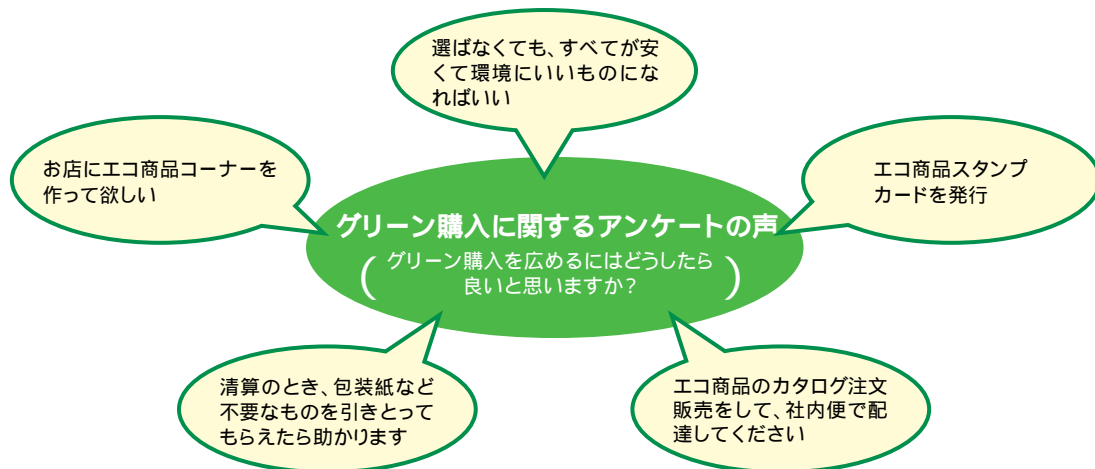 選ばなくても、すべてが安
くて環境にいいものにな
ればいい
お店にエコ商品コーナーを
作って欲しい
エコ商品スタンプ
カードを発行
グリーン購入に関するアンケートの声
(グリーン購入を広めるにはどうしたら
良いと思いますか?)
清算のとき、包装紙など
不要なものを引きとって
もらえたら助かります
エコ商品のカタログ注文
販売をして、社内便で配
達してください